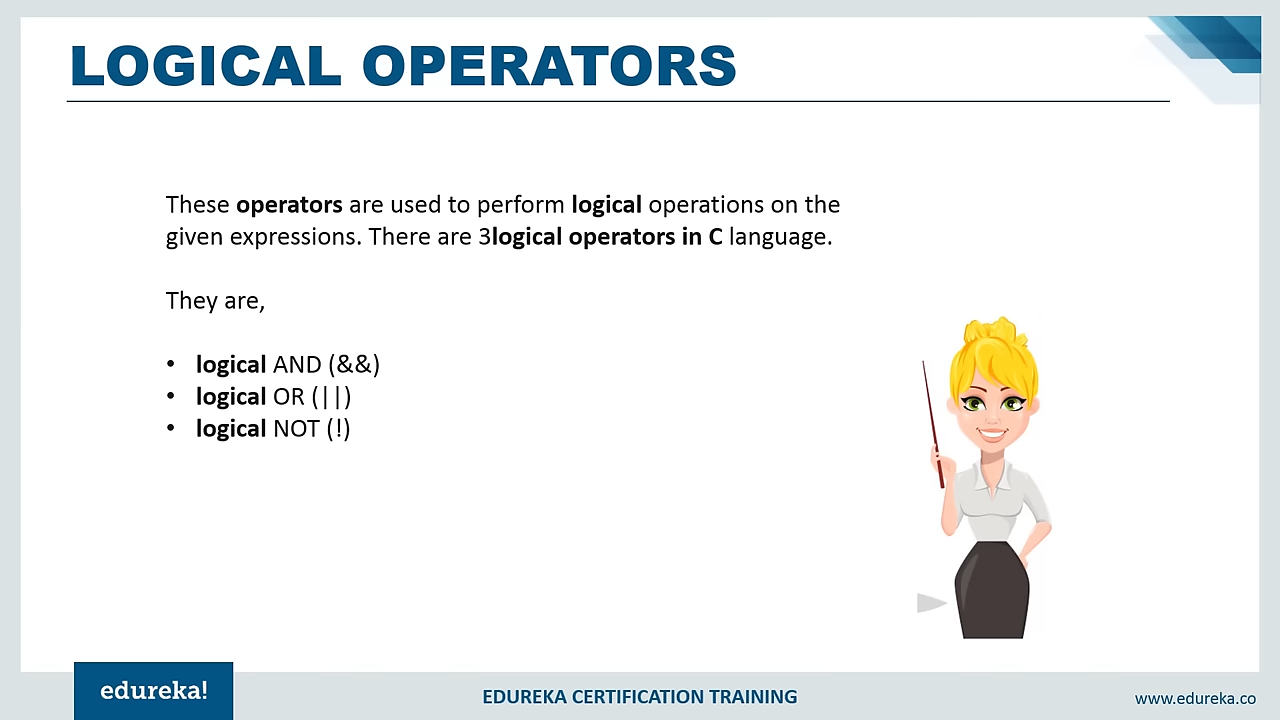 LOGICAL OPERATORS
These operators are used to perform logical operations on the
given expressions. There are 3logical operators in C language.
They are,
• logical AND (&&)
• logical OR (||)
• logical NOT (!)
edureka!
EDUREKA CERTIFICATION TRAINING
www.edureka.co